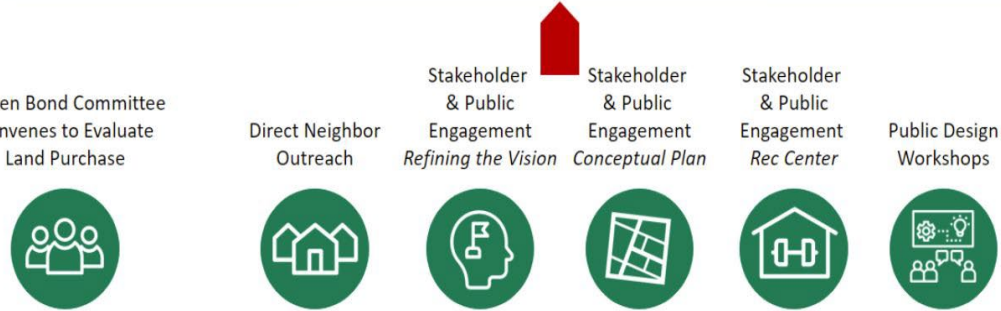 en Bond Committee
nvenes to Evaluate
Land Purchase
Direct Neighbor
Outreach
Stakeholder
& Public
Engagement
Refining the Vision
Stakeholder
& Public
Engagement
Conceptual Plan
Stakeholder
& Public
Engagement
Rec Center
Public Design
Workshops